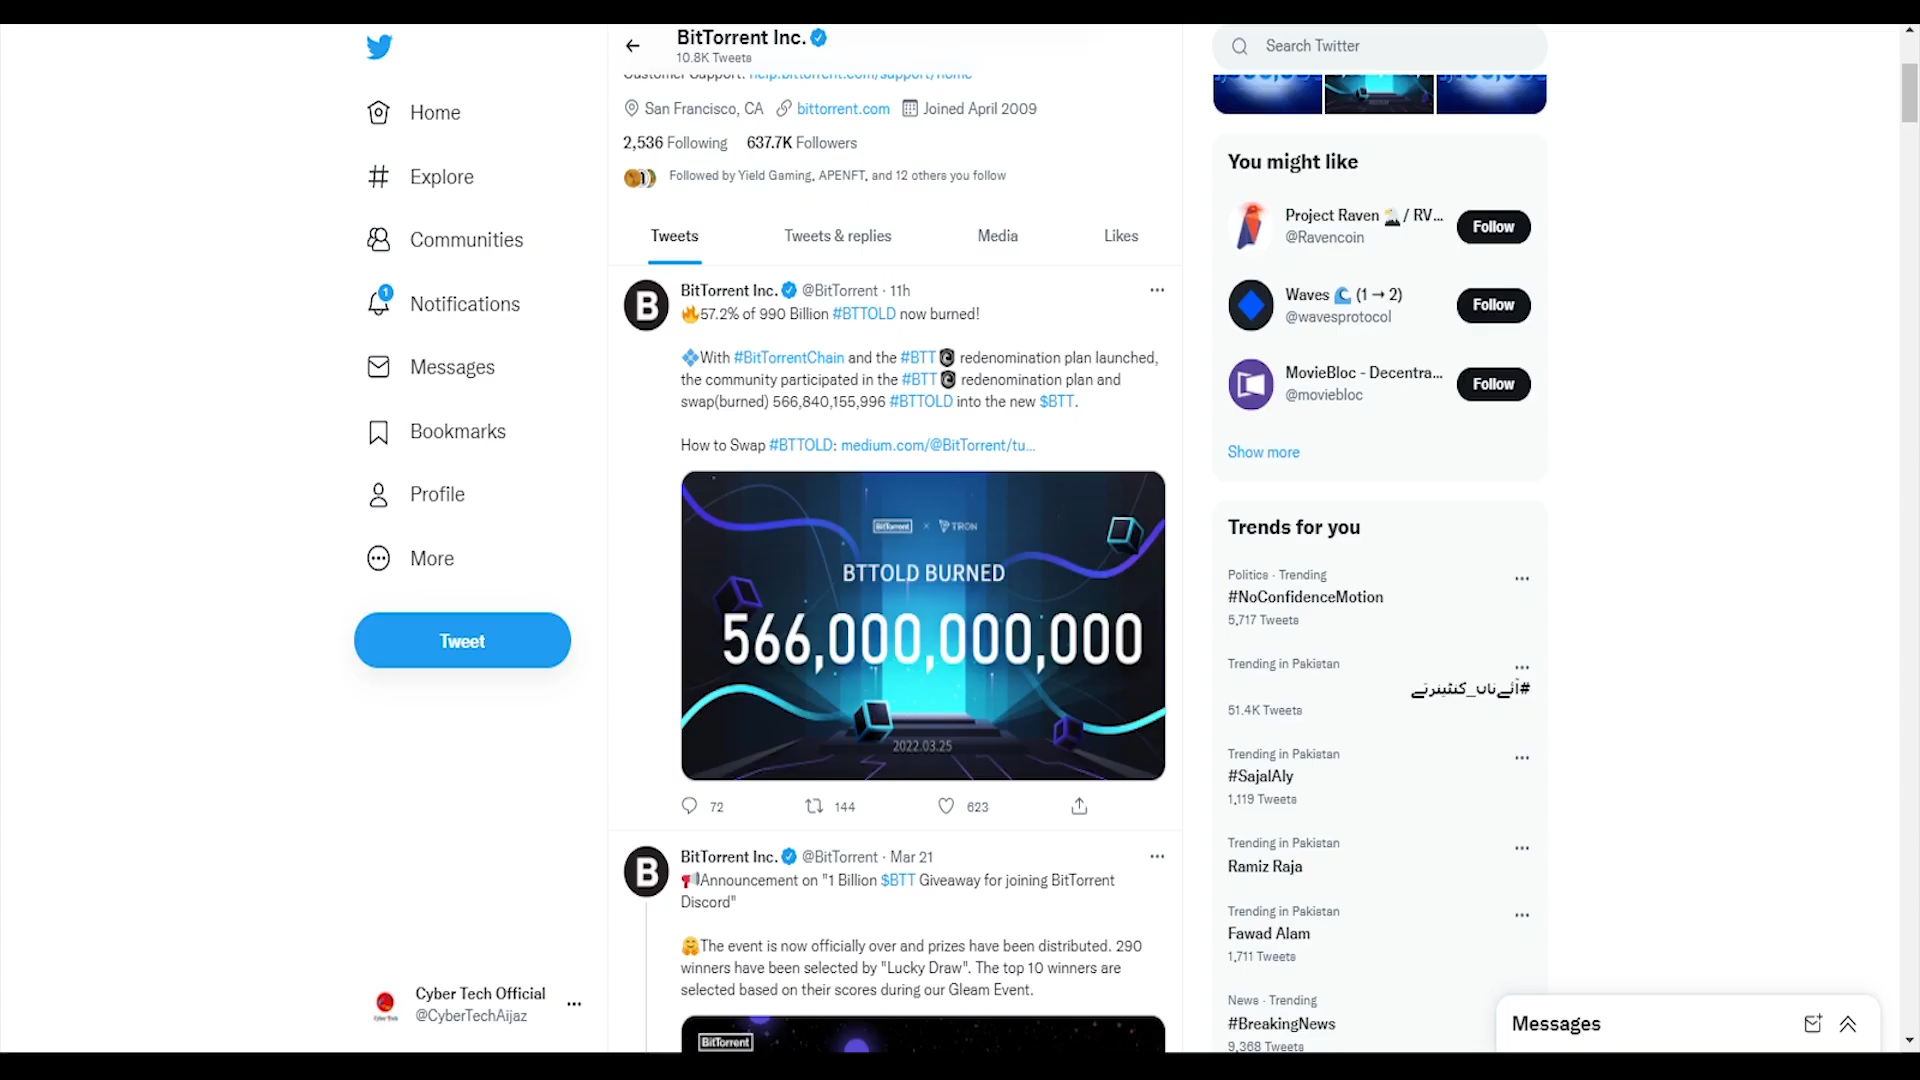 Home
Explore
Communities
1
Notifications
Messages
Bookmarks
Profile
More
Tweet
Cyber Tech Official
@CyberTechAijaz
BitTorrent Inc.
10.8K Tweets
Customer Support: help.bittorrent.com/support/home
San Francisco, CA bittorrent.com Joined April 2009
2,536 Following 637.7K Followers
Followed by Yield Gaming, APENFT, and 12 others you follow
Tweets Tweets & replies Media Likes
BitTorrent Inc. @BitTorrent · 11h
57.2% of 990 Billion #BTTOLD now burned!
With #BitTorrentChain and the #BTT redenomination plan launched,
the community participated in the #BTT redenomination plan and
swap(burned) 566,840,155,996 #BTTOLD into the new $BTT.
How to Swap #BTTOLD: medium.com/@BitTorrent/tu...
BitTorrent × TRON
BTTOLD BURNED
566,000,000,000
2022.03.25
72 144 623
BitTorrent Inc. @BitTorrent · Mar 21
Announcement on "1 Billion $BTT Giveaway for joining BitTorrent
Discord"
The event is now officially over and prizes have been distributed. 290
winners have been selected by "Lucky Draw". The top 10 winners are
selected based on their scores during our Gleam Event.
BitTorrent
Search Twitter
You might like
Project Raven / RV...
@Ravencoin
Follow
Waves (1 → 2)
@wavesprotocol
Follow
MovieBloc - Decentra...
@moviebloc
Follow
Show more
Trends for you
Politics · Trending
#NoConfidenceMotion
5,717 Tweets
Trending in Pakistan
#آئےناں_کنٹینرتے
51.4K Tweets
Trending in Pakistan
#SajalAly
1,119 Tweets
Trending in Pakistan
Ramiz Raja
Trending in Pakistan
Fawad Alam
1,711 Tweets
News · Trending
#BreakingNews
9,368 Tweets
Messages